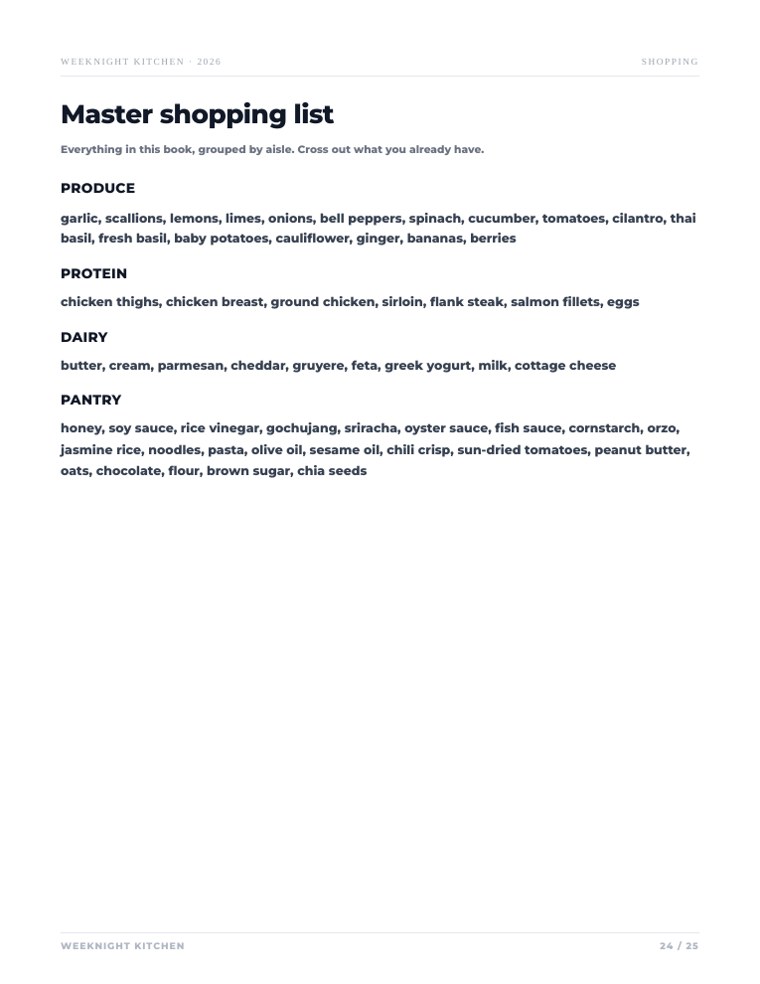 WEEKNIGHT KITCHEN · 2026
SHOPPING
Master shopping list
Everything in this book, grouped by aisle. Cross out what you already have.
PRODUCE
garlic, scallions, lemons, limes, onions, bell peppers, spinach, cucumber, tomatoes, cilantro, thai
basil, fresh basil, baby potatoes, cauliflower, ginger, bananas, berries
PROTEIN
chicken thighs, chicken breast, ground chicken, sirloin, flank steak, salmon fillets, eggs
DAIRY
butter, cream, parmesan, cheddar, gruyere, feta, greek yogurt, milk, cottage cheese
PANTRY
honey, soy sauce, rice vinegar, gochujang, sriracha, oyster sauce, fish sauce, cornstarch, orzo,
jasmine rice, noodles, pasta, olive oil, sesame oil, chili crisp, sun-dried tomatoes, peanut butter,
oats, chocolate, flour, brown sugar, chia seeds
WEEKNIGHT KITCHEN
24 / 25